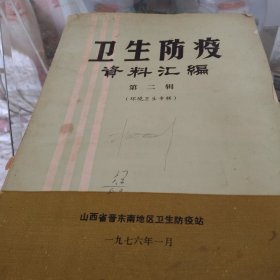 卫生防疫
资料汇编
第二辑
（环境卫生专辑）
山西省晋东南地区卫生防疫站
一九七六年一月